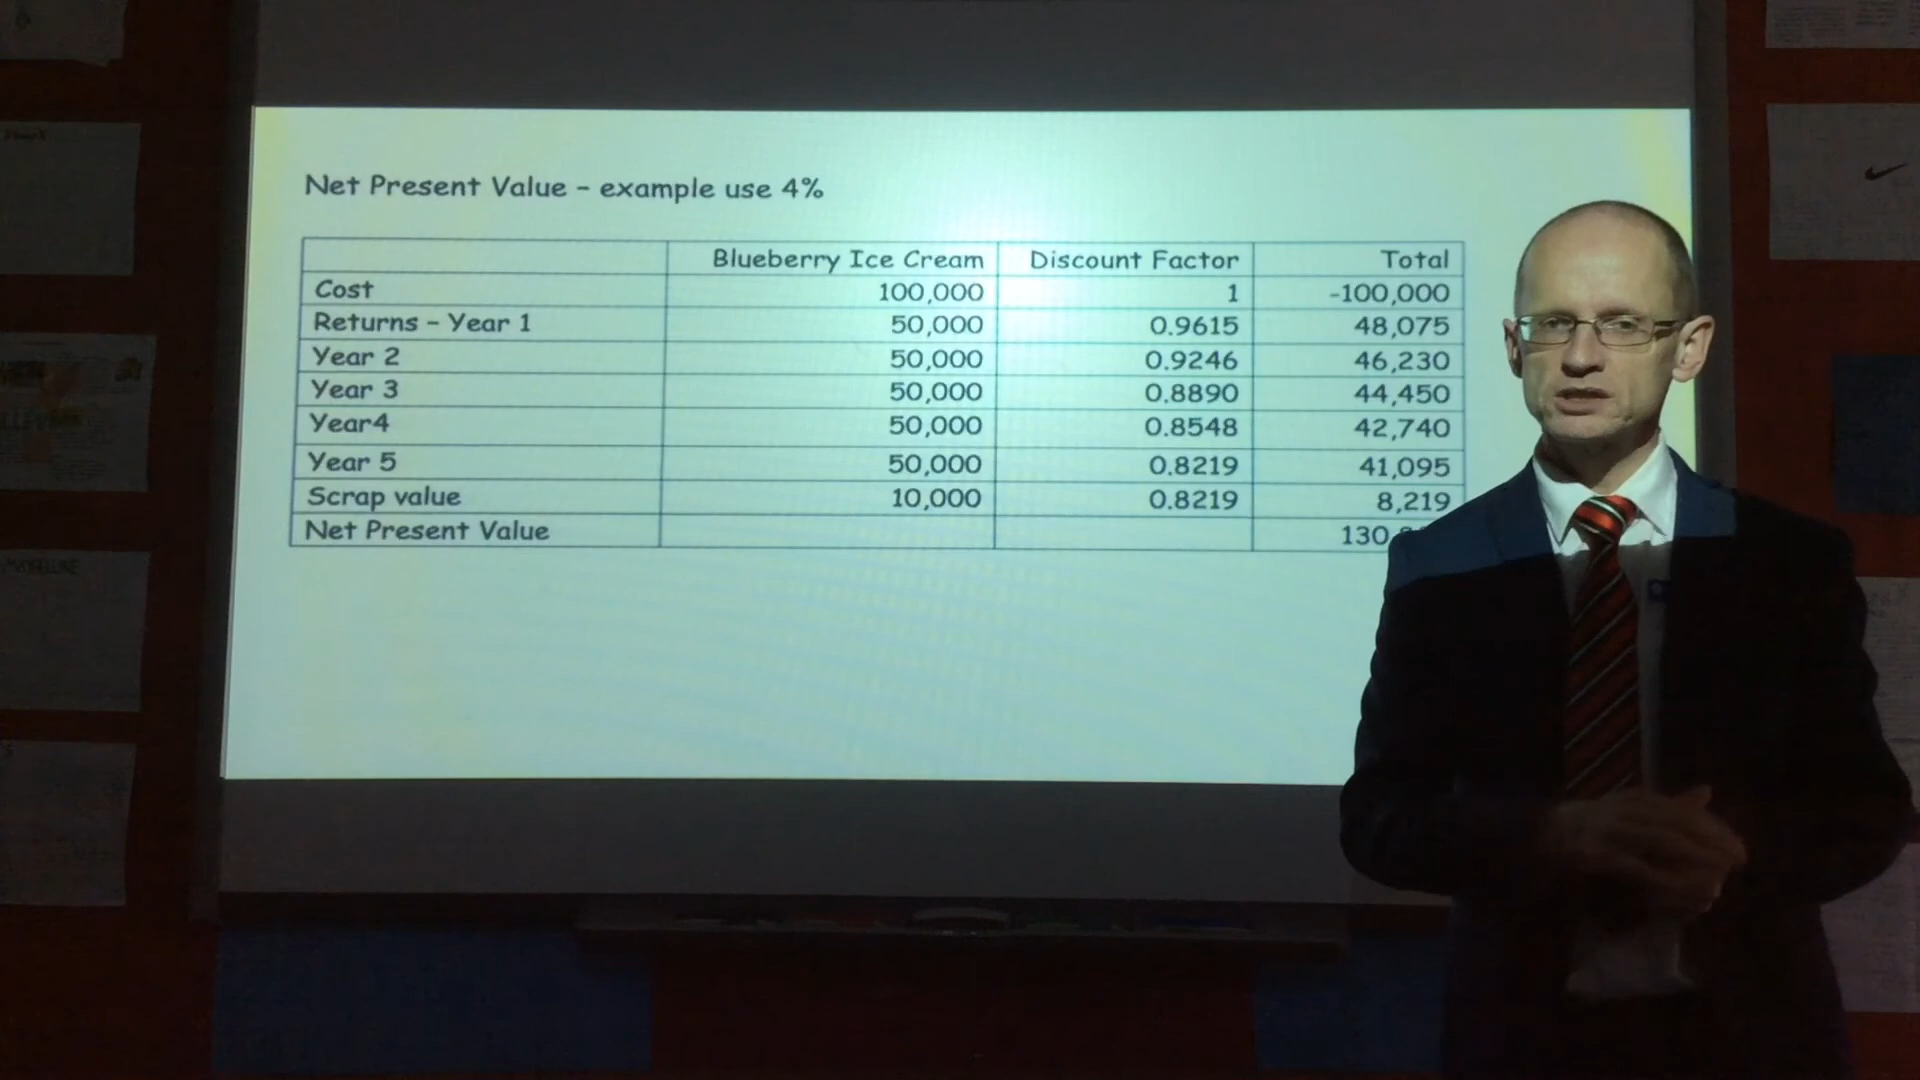 Net Present Value – example use 4%
Blueberry Ice Cream Discount Factor Total
Cost 100,000 1 -100,000
Returns – Year 1 50,000 0.9615 48,075
Year 2 50,000 0.9246 46,230
Year 3 50,000 0.8890 44,450
Year4 50,000 0.8548 42,740
Year 5 50,000 0.8219 41,095
Scrap value 10,000 0.8219 8,219
Net Present Value 130